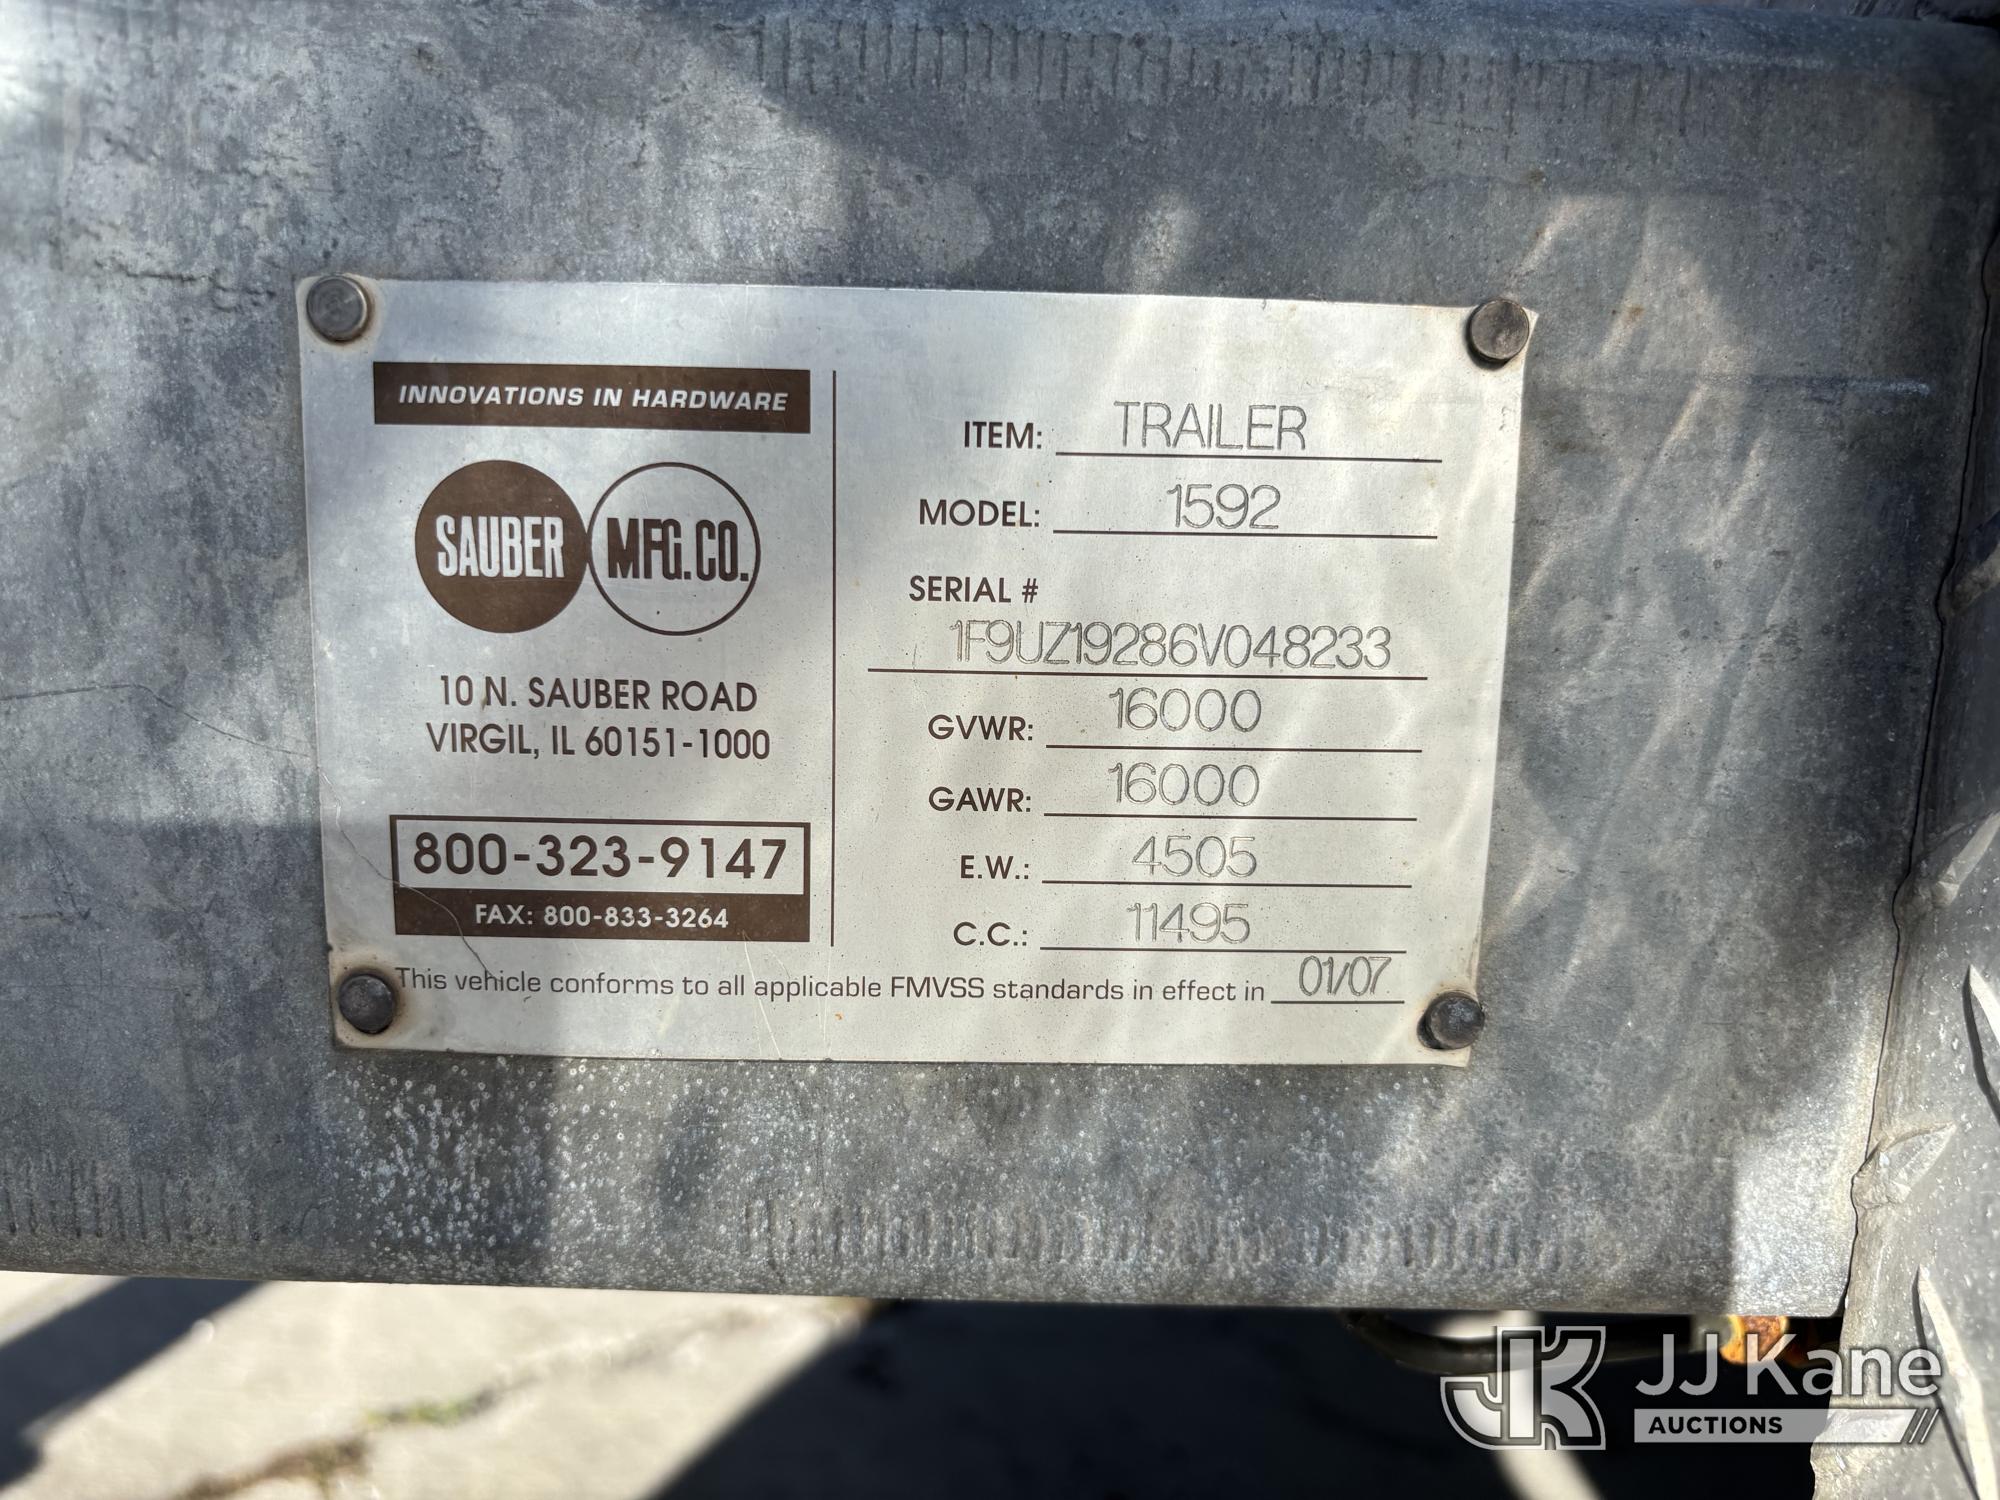 INNOVATIONS IN HARDWARE
SAUBER MFG.CO.
10 N. SAUBER ROAD
VIRGIL, IL 60151-1000
800-323-9147
FAX: 800-833-3264
ITEM: TRAILER
MODEL: 1592
SERIAL #
1F9UZ19286V048233
GVWR: 16000
GAWR: 16000
E.W.: 4505
C.C.: 11495
This vehicle conforms to all applicable FMVSS standards in effect in 01/07
JK JJ Kane
AUCTIONS